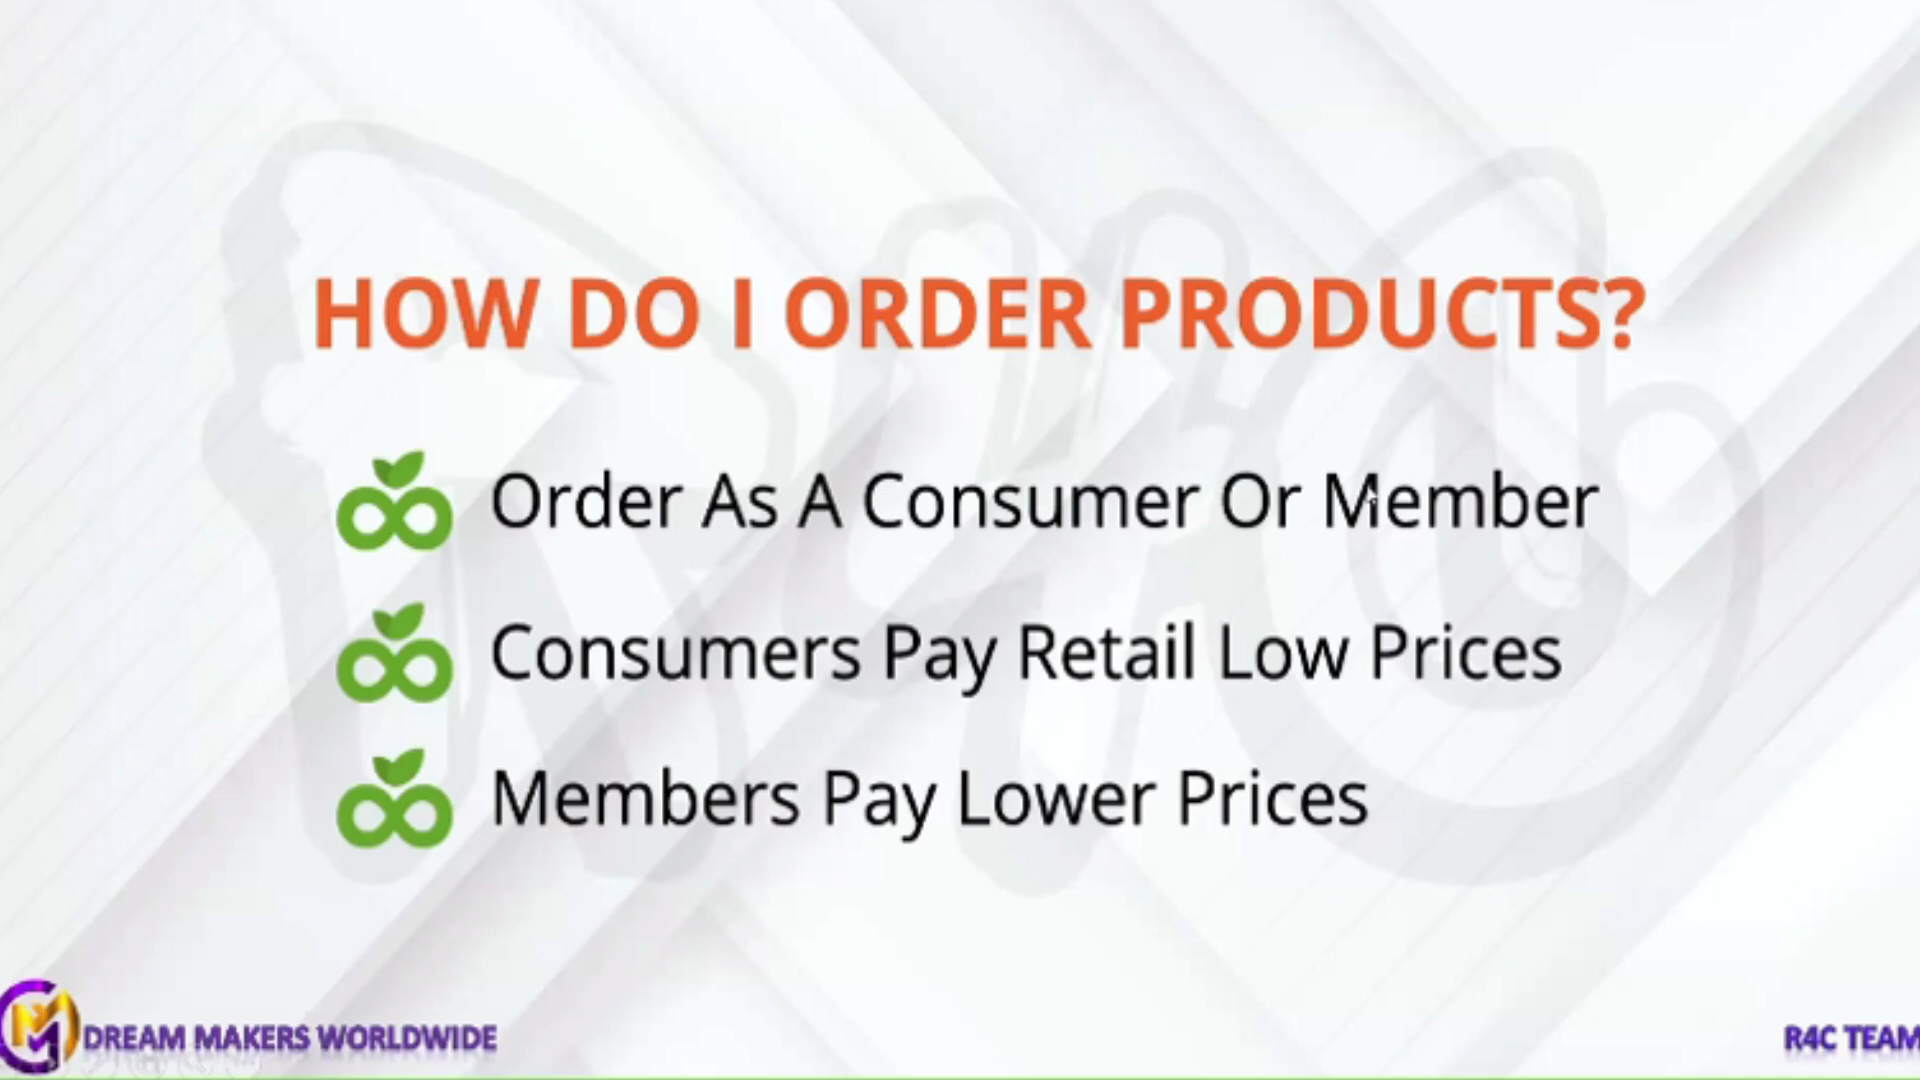 HOW DO I ORDER PRODUCTS?
Order As A Consumer Or Member
Consumers Pay Retail Low Prices
Members Pay Lower Prices
DREAM MAKERS WORLDWIDE
R4C TEAM